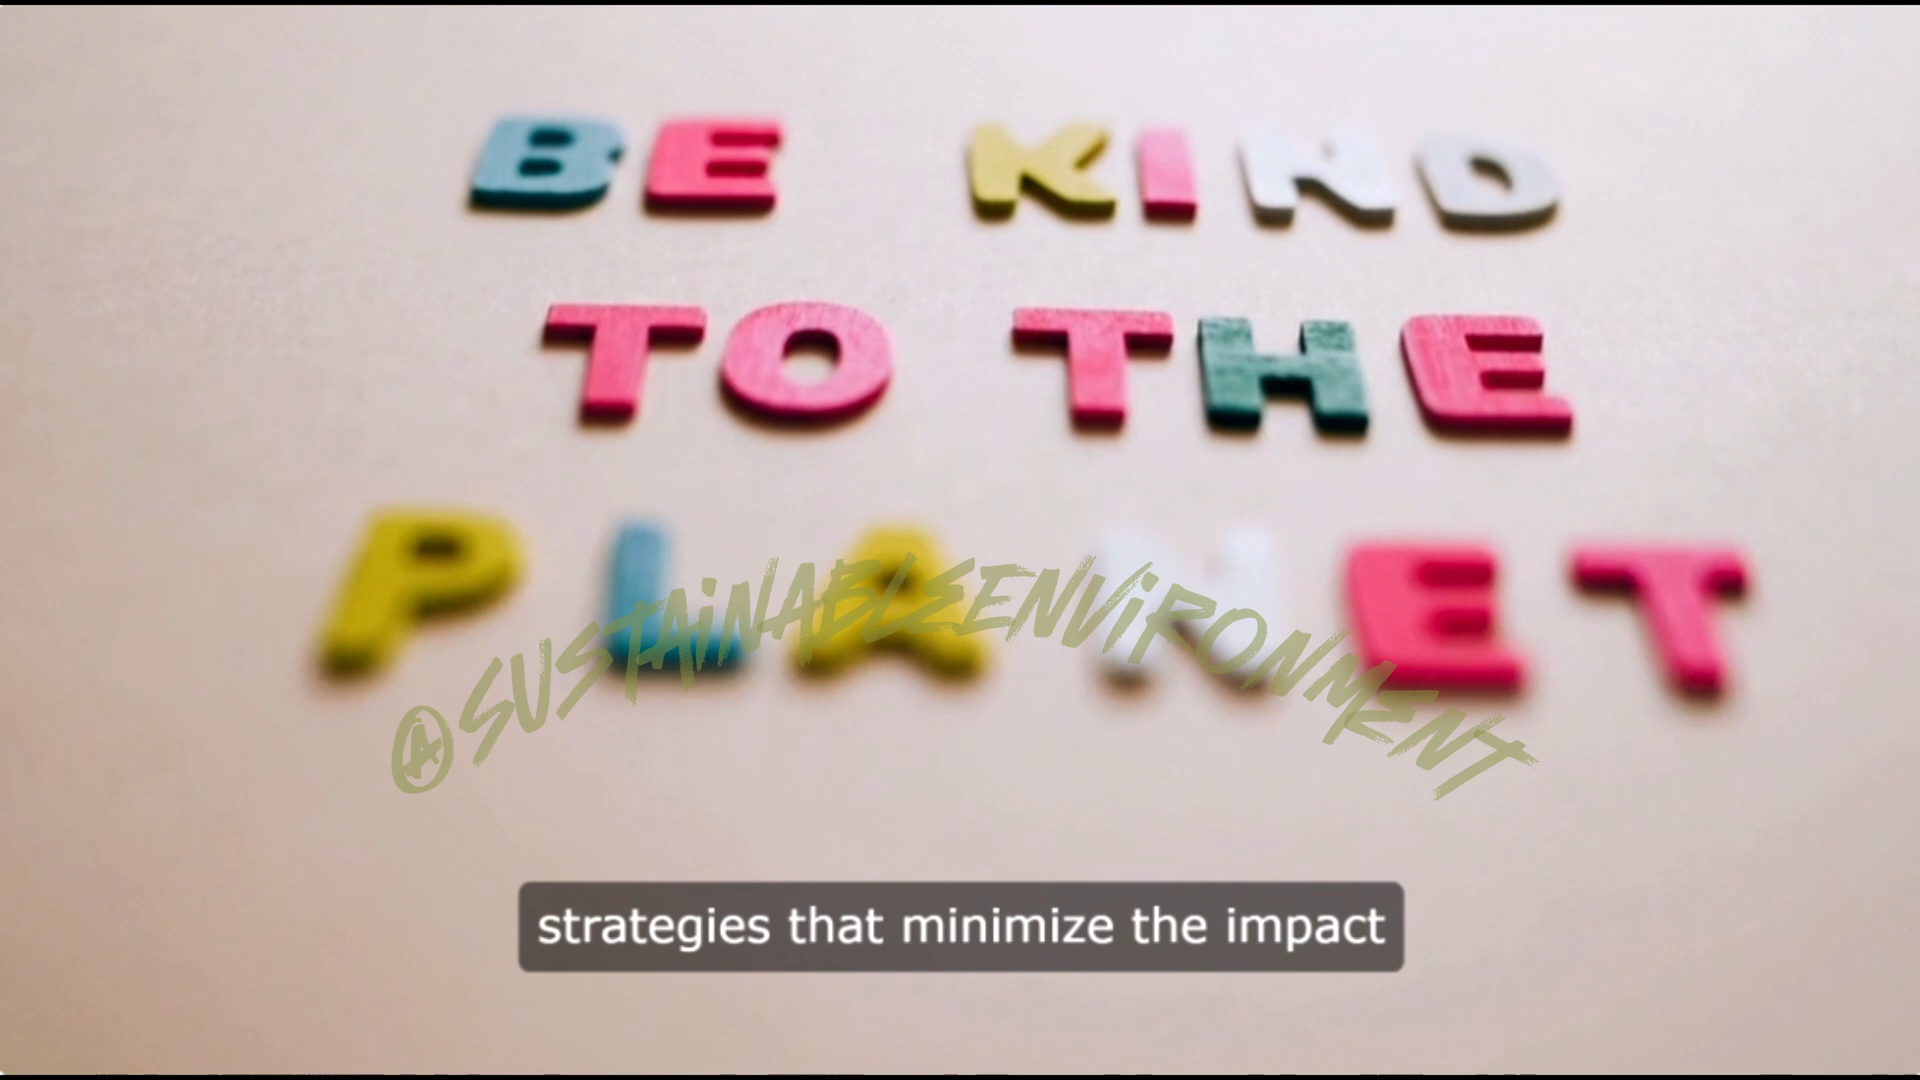 BE KIND
TO THE
PLANET
@SUSTAINABLEENVIRONMENT
strategies that minimize the impact